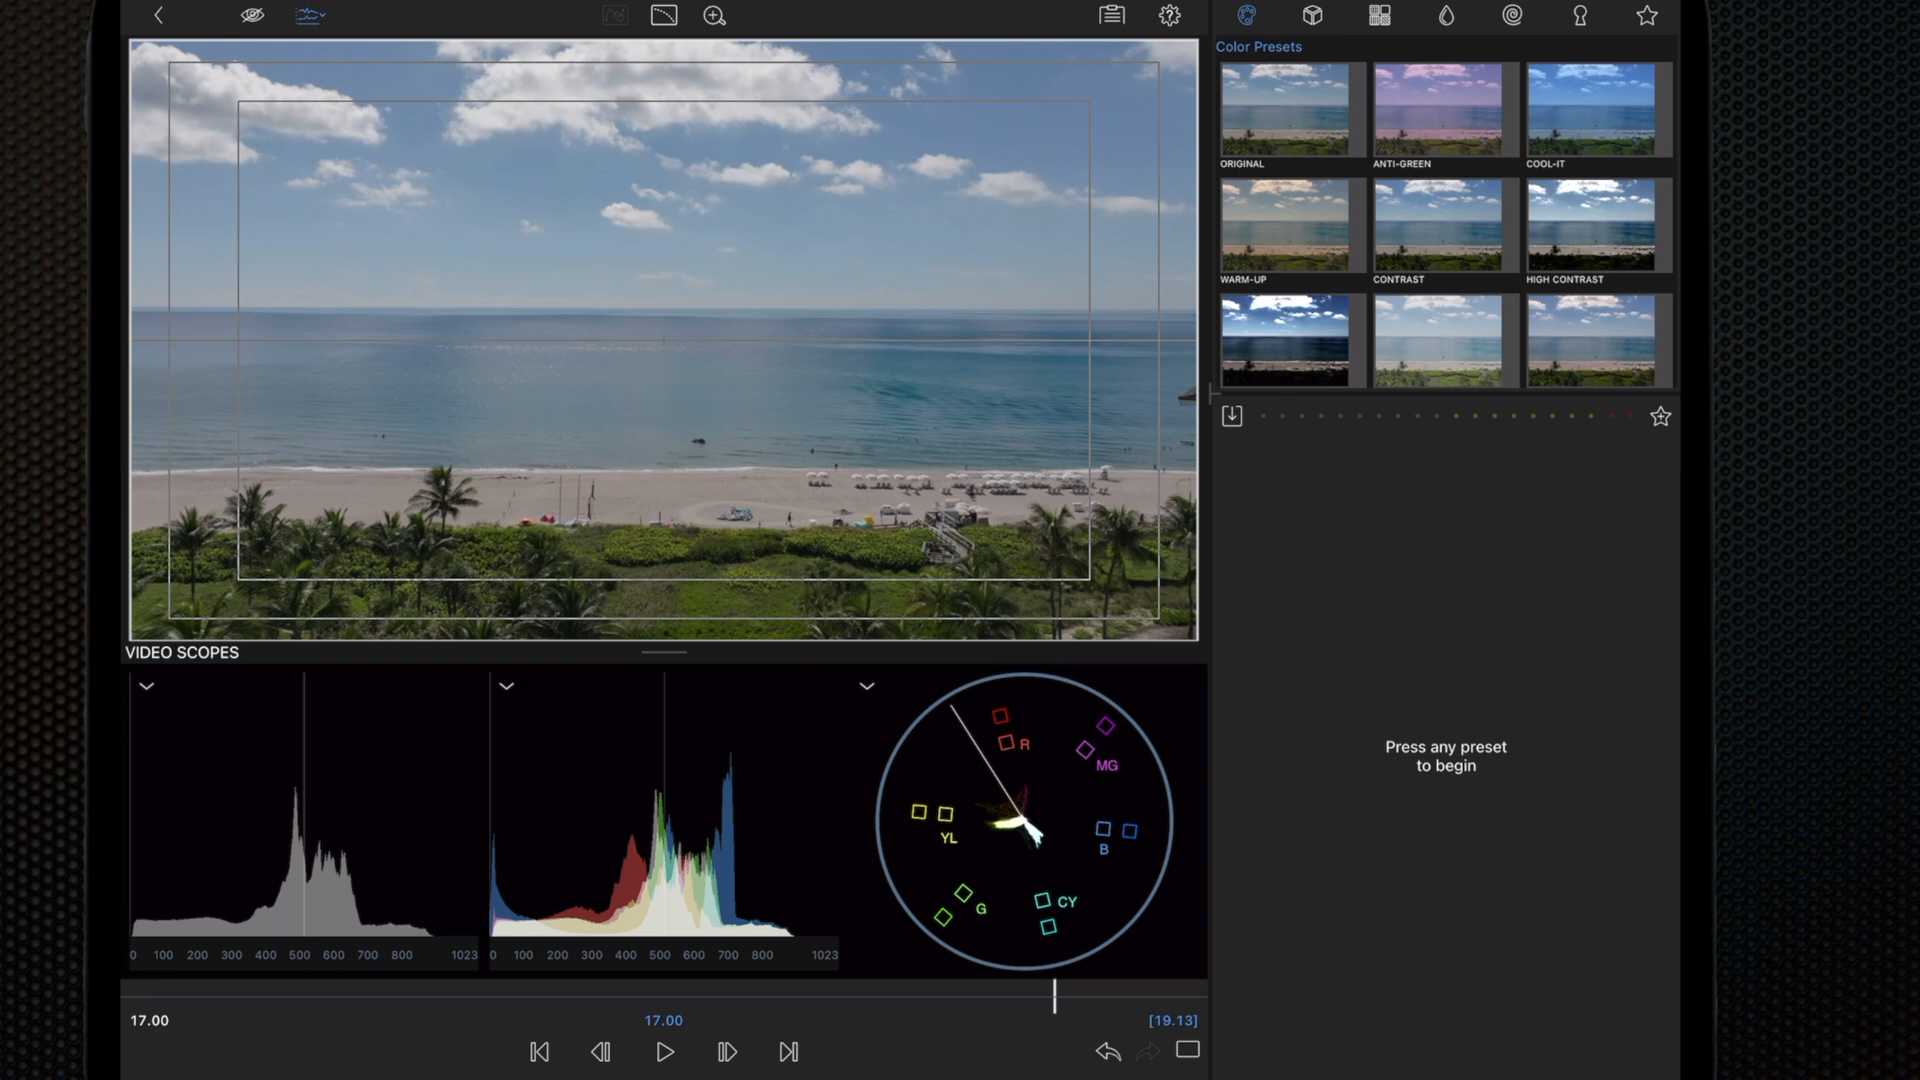 Color Presets
ORIGINAL
ANTI-GREEN
COOL-IT
WARM-UP
CONTRAST
HIGH CONTRAST
VIDEO SCOPES
R
MG
YL
B
G
CY
0 100 200 300 400 500 600 700 800 1023
0 100 200 300 400 500 600 700 800 1023
17.00
17.00
[19.13]
Press any preset
to begin